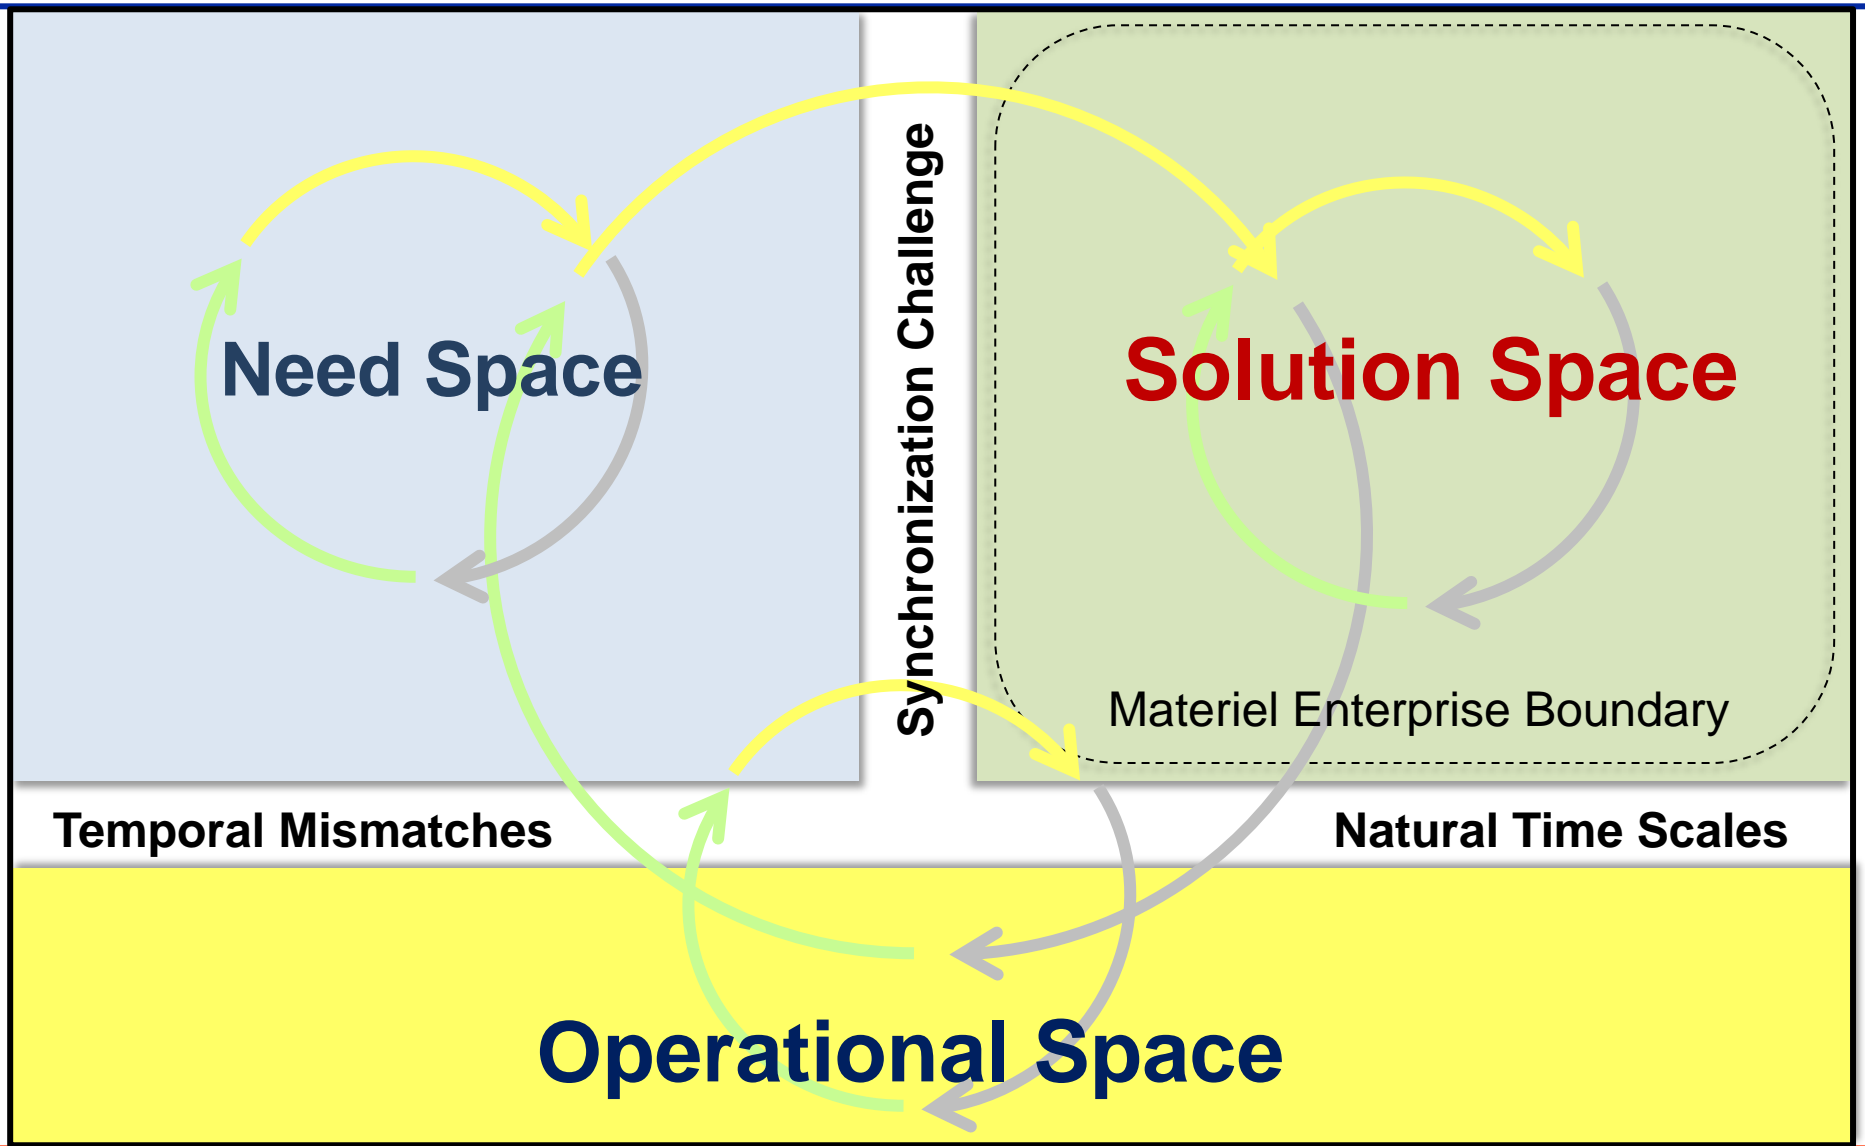 Synchronization Challenge
Need Space
Solution Space
Materiel Enterprise Boundary
Temporal Mismatches
Natural Time Scales
Operational Space